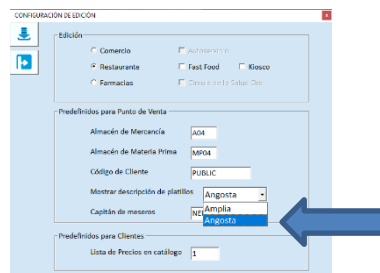 CONFIGURACIÓN DE EDICIÓN
Edición
Comercio Autoservicio
Restaurante Fast Food Kiosco
Farmacias
Predefinidos para Punto de Venta
Almacén de Mercancía A04
Almacén de Materia Prima MP04
Código de Cliente PUBLIC
Mostrar descripción de platillos Angosta
Amplia
Capitán de meseros
Angosta
Predefinidos para Clientes
Lista de Precios en catálogo 1